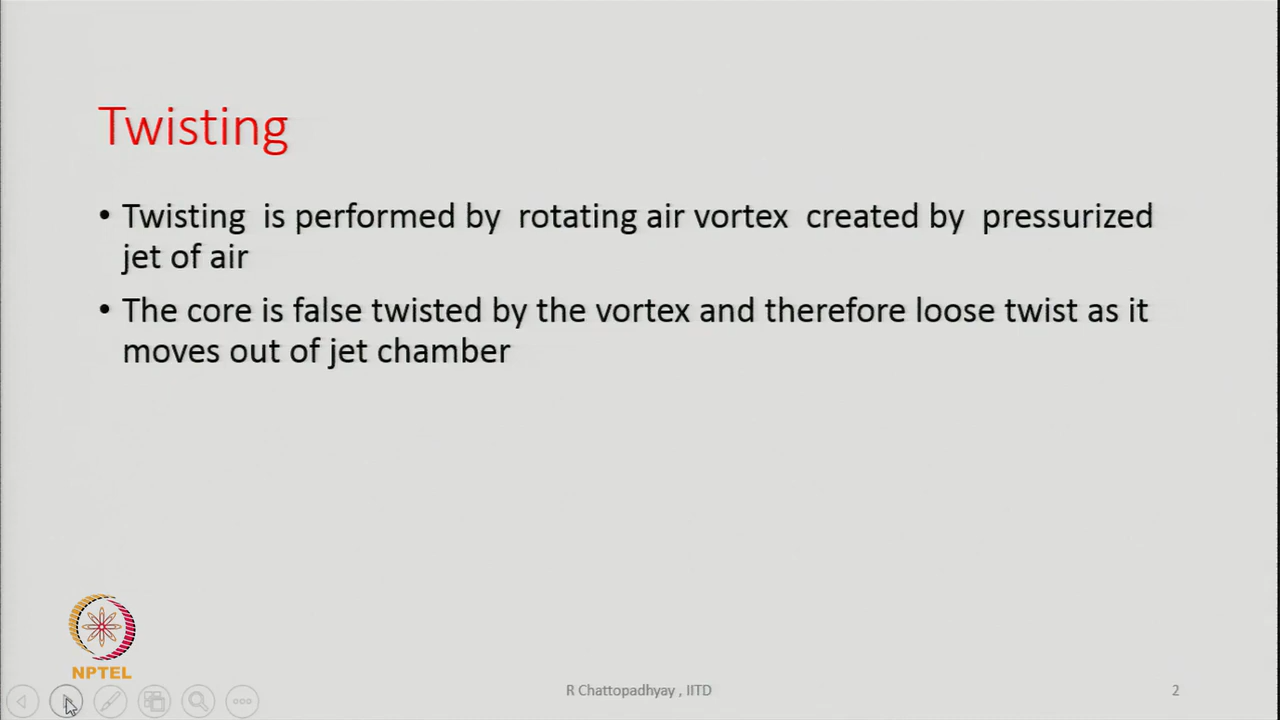 Twisting
• Twisting is performed by rotating air vortex created by pressurized
jet of air
• The core is false twisted by the vortex and therefore loose twist as it
moves out of jet chamber
NPTEL
R Chattopadhyay , IITD
2